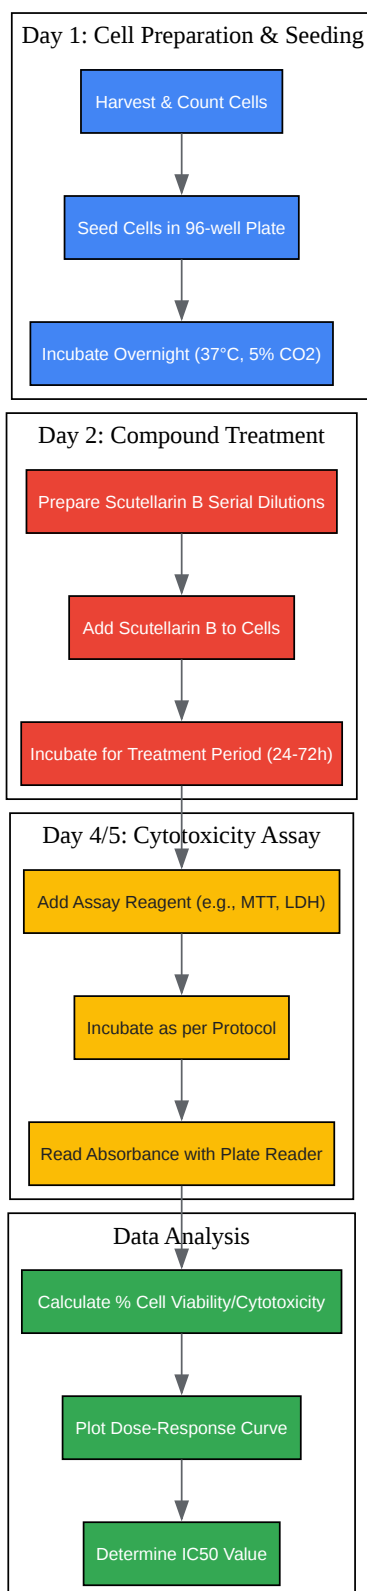 Day 1: Cell Preparation & Seeding
Harvest & Count Cells
Seed Cells in 96-well Plate
Incubate Overnight (37°C, 5% CO2)
Day 2: Compound Treatment
Prepare Scutellarin B Serial Dilutions
Add Scutellarin B to Cells
Incubate for Treatment Period (24-72h)
Day 4/5: Cytotoxicity Assay
Add Assay Reagent (e.g., MTT, LDH)
Incubate as per Protocol
Read Absorbance with Plate Reader
Data Analysis
Calculate % Cell Viability/Cytotoxicity
Plot Dose-Response Curve
Determine IC50 Value